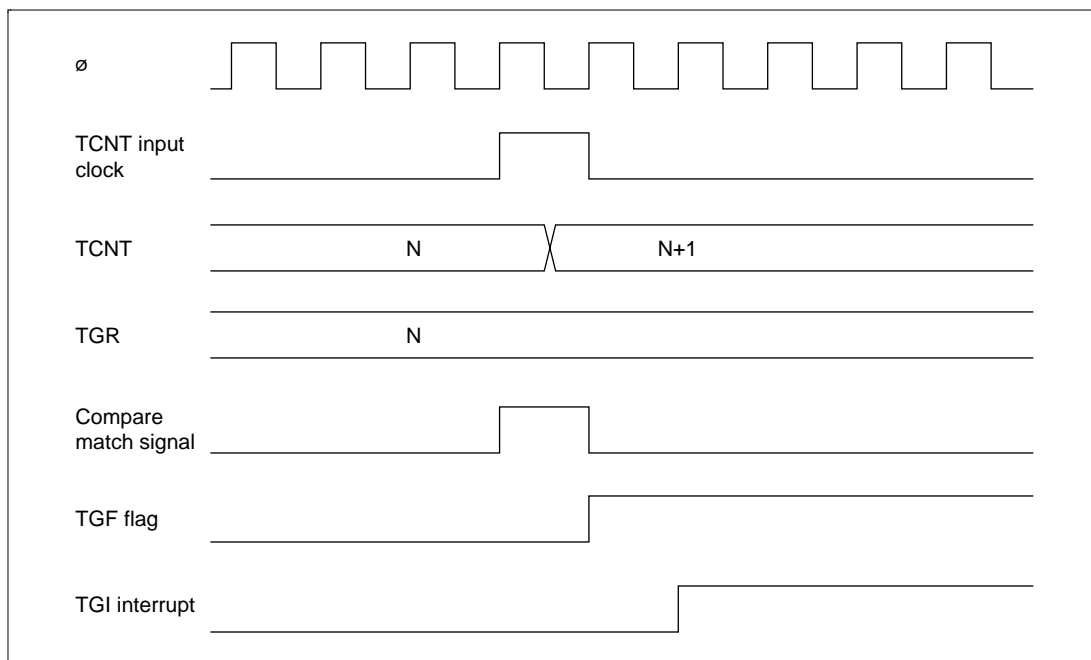 ø
TCNT input
clock
TCNT
N
N+1
TGR
N
Compare
match signal
TGF flag
TGI interrupt